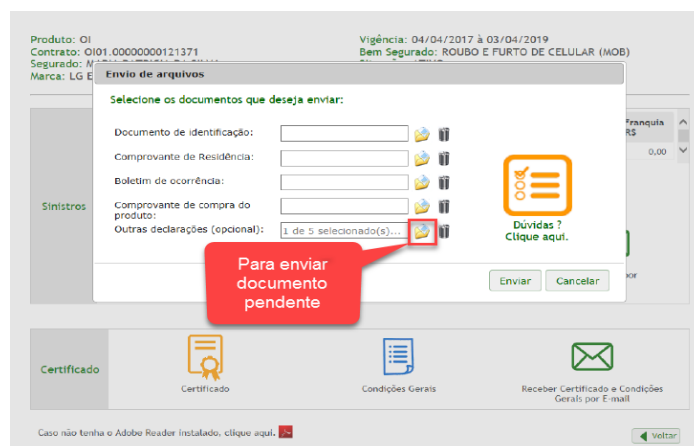 Produto: OI
Vigência: 04/04/2017 à 03/04/2019
Contrato: OI01.00000000121371
Bem Segurado: ROUBO E FURTO DE CELULAR (MOB)
Segurado:
Marca: LG
Envio de arquivos
Selecione os documentos que deseja enviar:
Documento de identificação:
Comprovante de Residência:
Boletim de ocorrência:
Comprovante de compra do
produto:
Outras declarações (opcional):
1 de 5 selecionado(s)...
Dúvidas ?
Clique aqui.
Enviar
Cancelar
Para enviar
documento
pendente
Sinistros
Franquia
R$
0,00
Certificado
Certificado
Condições Gerais
Receber Certificado e Condições
Gerais por E-mail
Caso não tenha o Adobe Reader instalado, clique aqui.
Voltar